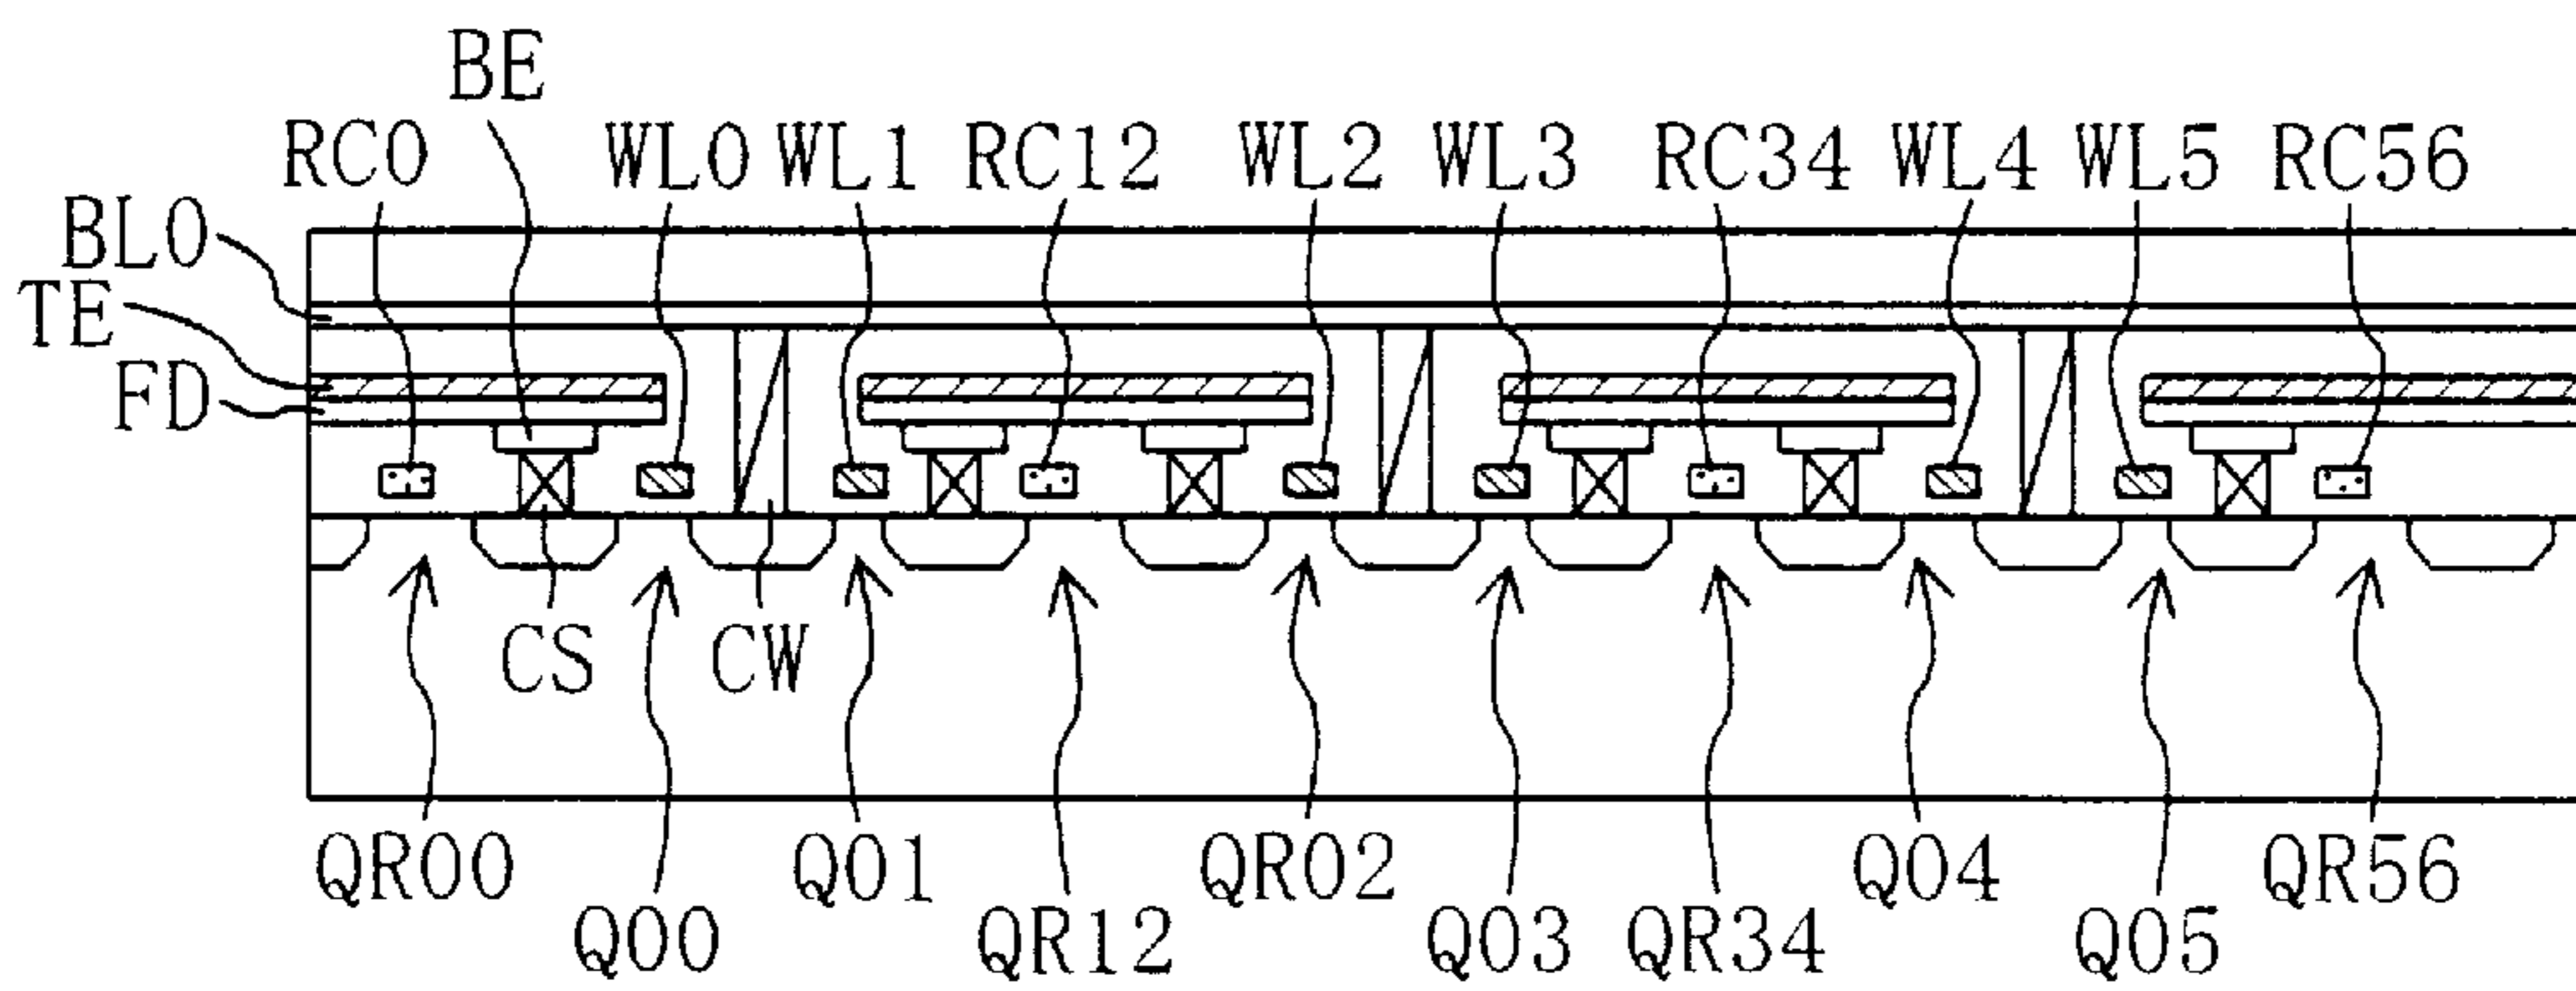 BE
RC0 WL0 WL1 RC12 WL2 WL3 RC34 WL4 WL5 RC56
BL0
TE
FD
CS CW
QR00 Q01 QR02 Q04 QR56
Q00 QR12 Q03 QR34 Q05